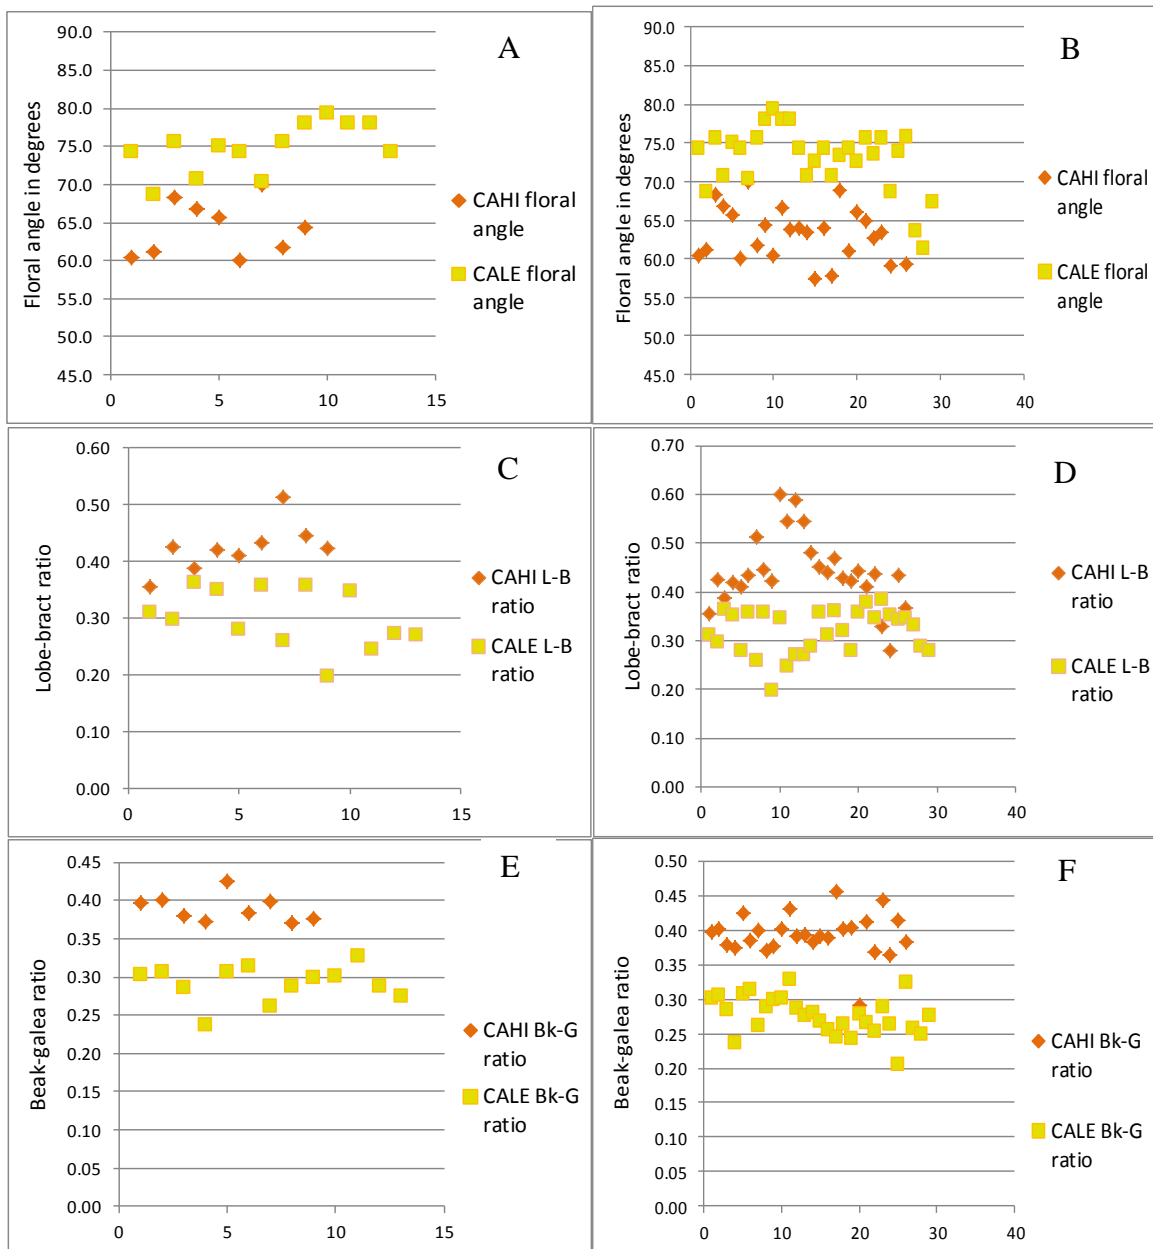 A
90.0
85.0
80.0
75.0
70.0
65.0
60.0
55.0
50.0
45.0
Floral angle in degrees
0 5 10 15
CAHI floral
angle
CALE floral
angle
B
90.0
85.0
80.0
75.0
70.0
65.0
60.0
55.0
50.0
45.0
Floral angle in degrees
0 10 20 30 40
CAHI floral
angle
CALE floral
angle
C
0.60
0.50
0.40
0.30
0.20
0.10
0.00
Lobe-bract ratio
0 5 10 15
CAHI L-B
ratio
CALE L-B
ratio
D
0.70
0.60
0.50
0.40
0.30
0.20
0.10
0.00
Lobe-bract ratio
0 10 20 30 40
CAHI L-B
ratio
CALE L-B
ratio
E
0.45
0.40
0.35
0.30
0.25
0.20
0.15
0.10
0.05
0.00
Beak-galea ratio
0 5 10 15
CAHI Bk-G
ratio
CALE Bk-G
ratio
F
0.50
0.45
0.40
0.35
0.30
0.25
0.20
0.15
0.10
0.05
0.00
Beak-galea ratio
0 10 20 30 40
CAHI Bk-G
ratio
CALE Bk-G
ratio